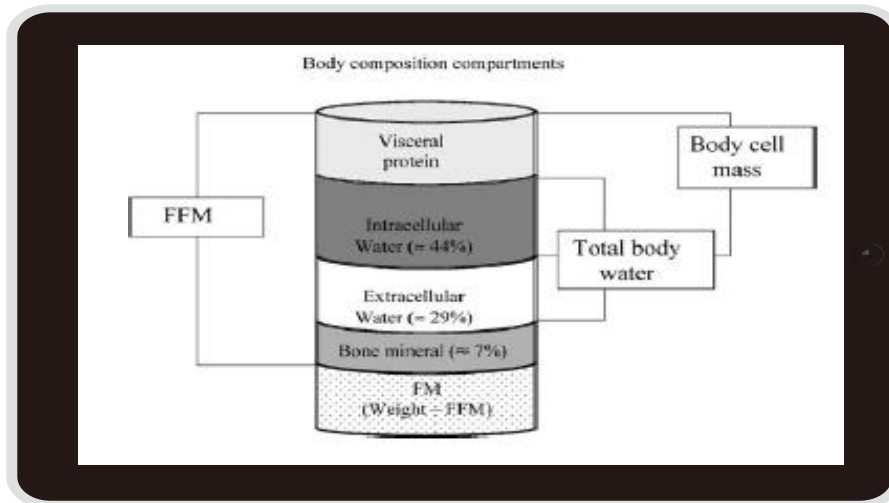 Body composition compartments
Visceral
protein
Body cell
mass
FFM
Intracellular
Water (= 44%)
Total body
water
Extracellular
Water (= 29%)
Bone mineral (≈ 7%)
FM
(Weight ÷ FFM)